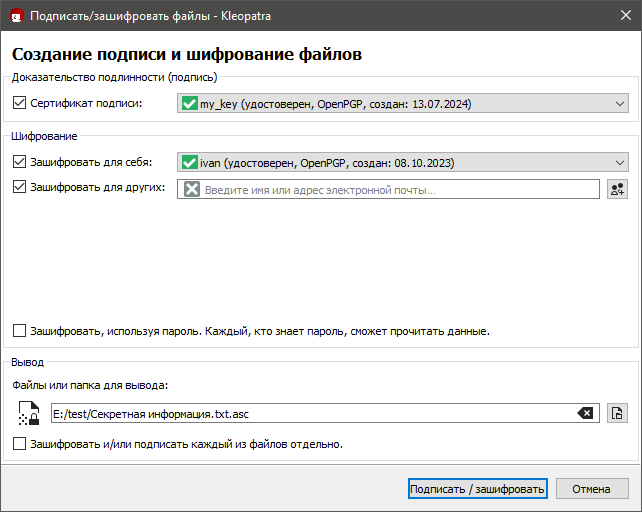 Подписать/зашифровать файлы - Kleopatra
Создание подписи и шифрование файлов
Доказательство подлинности (подпись)
Сертификат подписи:
my_key (удостоверен, OpenPGP, создан: 13.07.2024)
Шифрование
Зашифровать для себя:
ivan (удостоверен, OpenPGP, создан: 08.10.2023)
Зашифровать для других:
Введите имя или адрес электронной почты...
Зашифровать, используя пароль. Каждый, кто знает пароль, сможет прочитать данные.
Вывод
Файлы или папка для вывода:
E:/test/Секретная информация.txt.asc
Зашифровать и/или подписать каждый из файлов отдельно.
Подписать / зашифровать
Отмена